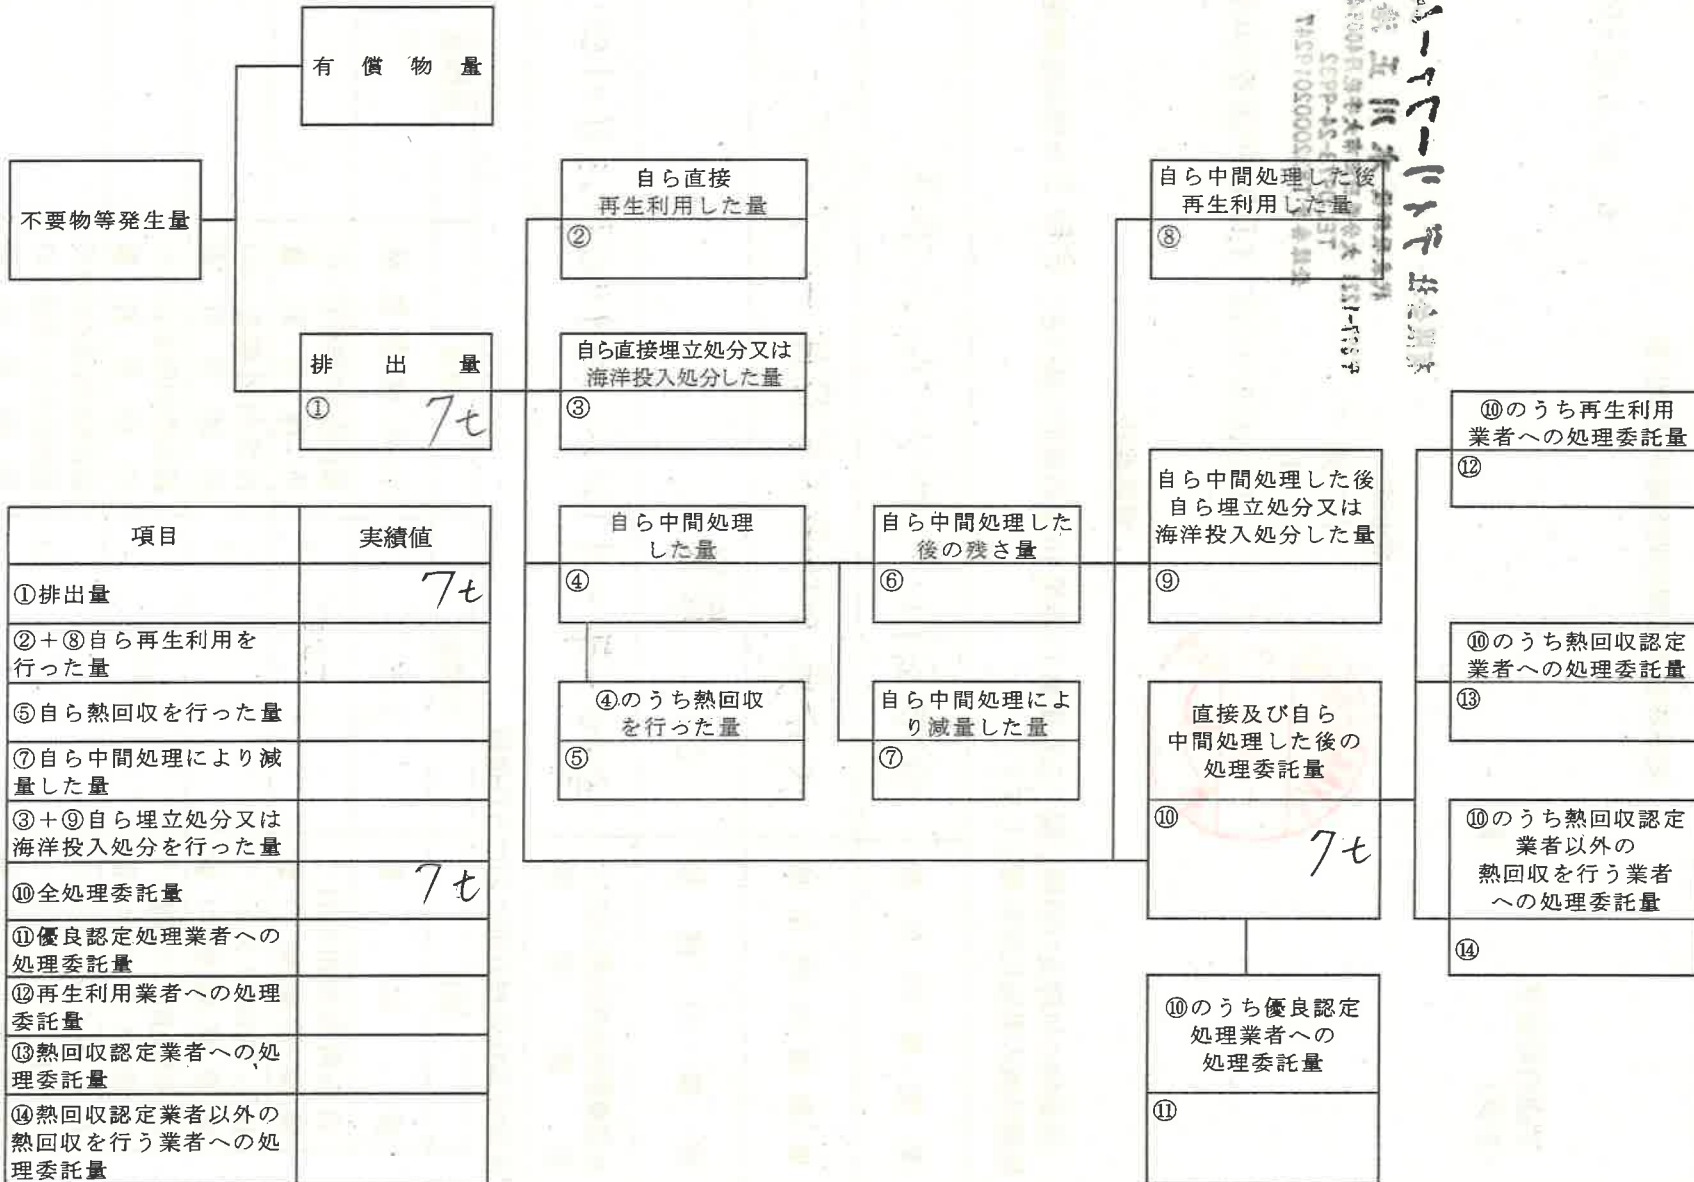 有償物量
不要物等発生量
排出量
① 7t
自ら直接
再生利用した量
②
自ら直接埋立処分又は
海洋投入処分した量
③
自ら中間処理
した量
④
④のうち熱回収
を行った量
⑤
自ら中間処理した
後の残さ量
⑥
自ら中間処理によ
り減量した量
⑦
自ら中間処理した後
再生利用した量
⑧
自ら中間処理した後
自ら埋立処分又は
海洋投入処分した量
⑨
直接及び自ら
中間処理した後の
処理委託量
⑩ 7t
⑩のうち優良認定
処理業者への
処理委託量
⑪
⑩のうち再生利用
業者への処理委託量
⑫
⑩のうち熱回収認定
業者への処理委託量
⑬
⑩のうち熱回収認定
業者以外の
熱回収を行う業者
への処理委託量
⑭
項目 実績値
①排出量 7t
②+⑧自ら再生利用を
行った量
⑤自ら熱回収を行った量
⑦自ら中間処理により減
量した量
③+⑨自ら埋立処分又は
海洋投入処分を行った量
⑩全処理委託量 7t
⑪優良認定処理業者への
処理委託量
⑫再生利用業者への処理
委託量
⑬熱回収認定業者への処
理委託量
⑭熱回収認定業者以外の
熱回収を行う業者への処
理委託量